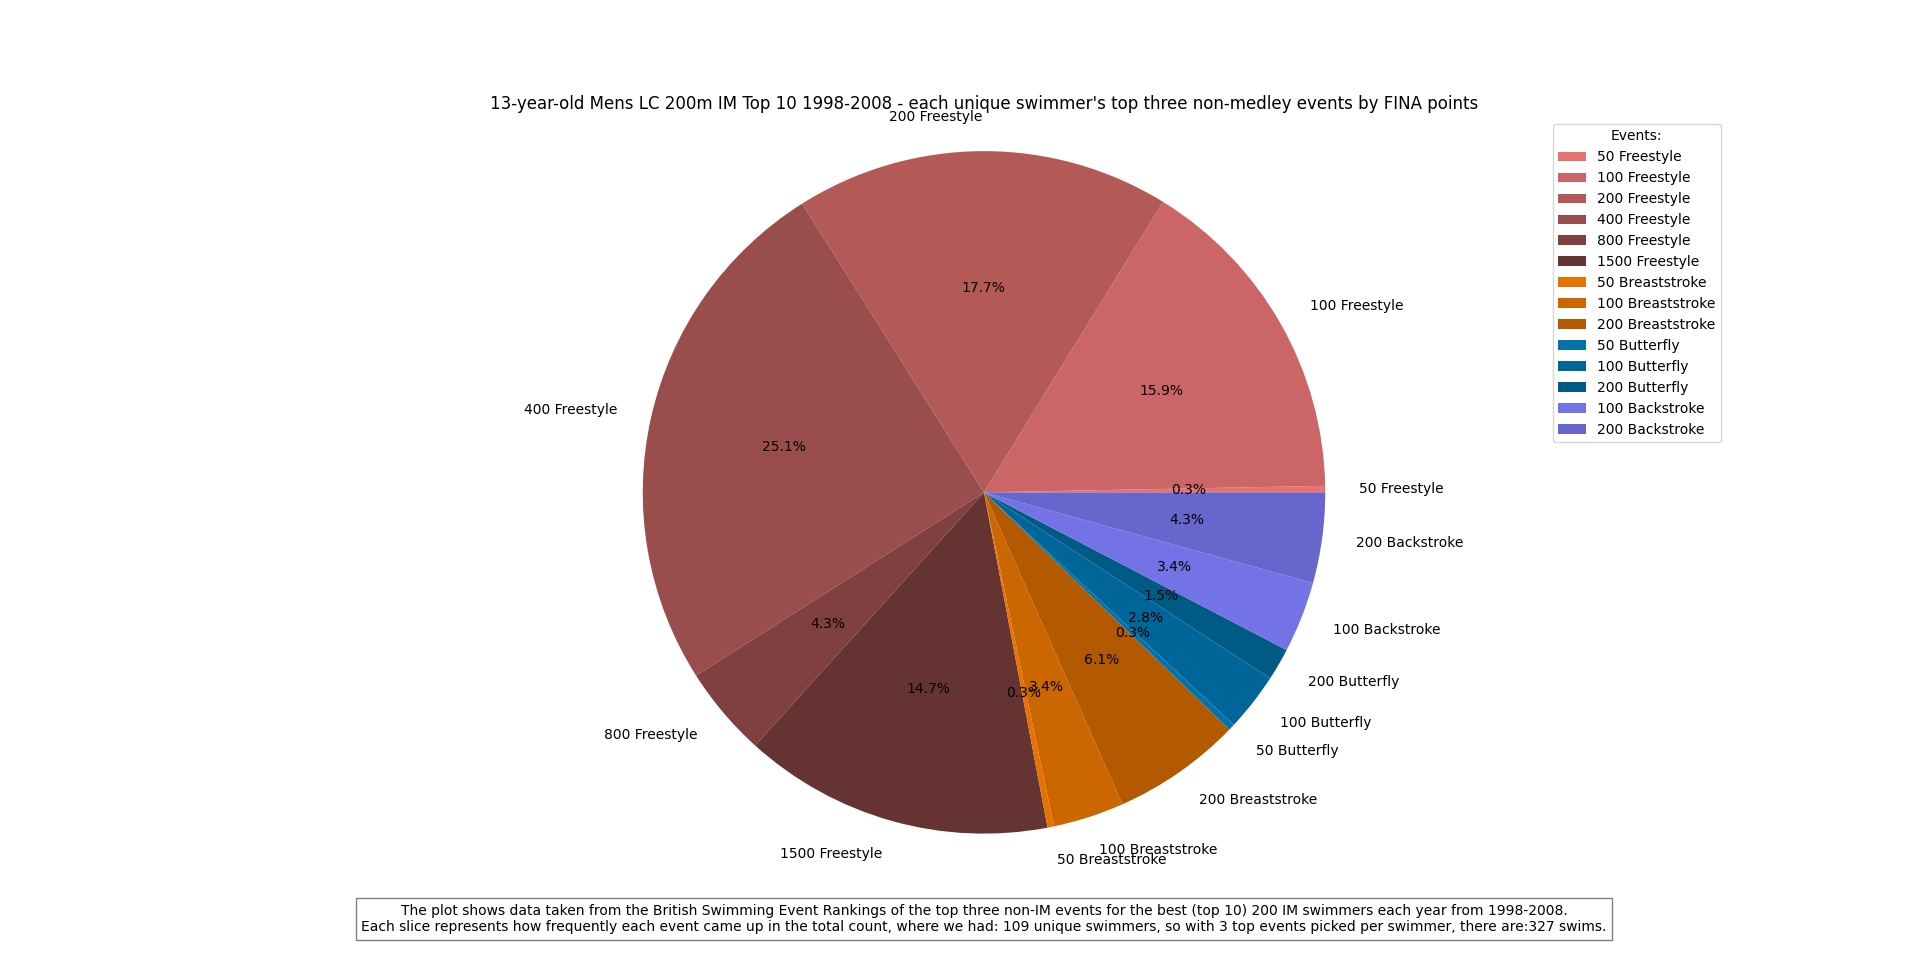 13-year-old Mens LC 200m IM Top 10 1998-2008 - each unique swimmer's top three non-medley events by FINA points
200 Freestyle
Events:
50 Freestyle
100 Freestyle
200 Freestyle
400 Freestyle
800 Freestyle
1500 Freestyle
50 Breaststroke
100 Breaststroke
200 Breaststroke
50 Butterfly
100 Butterfly
200 Butterfly
100 Backstroke
200 Backstroke
17.7%
100 Freestyle
15.9%
400 Freestyle
25.1%
0.3%
50 Freestyle
4.3%
200 Backstroke
3.4%
1.5%
2.8%
4.3%
0.3%
100 Backstroke
6.1%
200 Butterfly
14.7%
0.3%
3.4%
100 Butterfly
800 Freestyle
50 Butterfly
200 Breaststroke
1500 Freestyle
100 Breaststroke
50 Breaststroke
The plot shows data taken from the British Swimming Event Rankings of the top three non-IM events for the best (top 10) 200 IM swimmers each year from 1998-2008.
Each slice represents how frequently each event came up in the total count, where we had: 109 unique swimmers, so with 3 top events picked per swimmer, there are:327 swims.